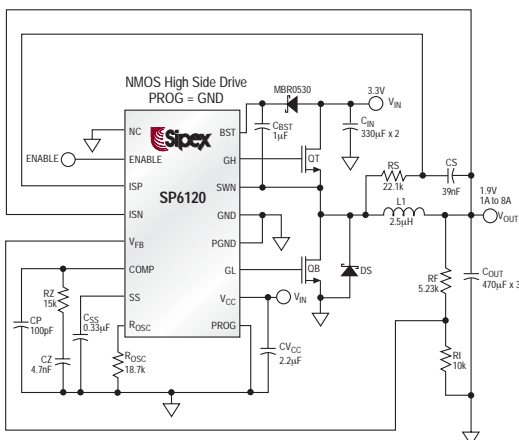 NMOS High Side Drive
PROG = GND
MBR0530
3.3V
VIN
CBST
1µF
CIN
330µF x 2
NC
Sipex
BST
ENABLE
ENABLE
GH
QT
RS
22.1k
CS
39nF
ISP
SWN
SP6120
1.9V
1A to 8A
VOUT
ISN
GND
L1
2.5µH
VFB
PGND
COMP
GL
QB
DS
RF
5.23k
COUT
470µF x 3
RZ
15k
SS
VCC
VIN
CP
100pF
CSS
0.33µF
ROSC
PROG
CZ
4.7nF
ROSC
18.7k
CVCC
2.2µF
RI
10k